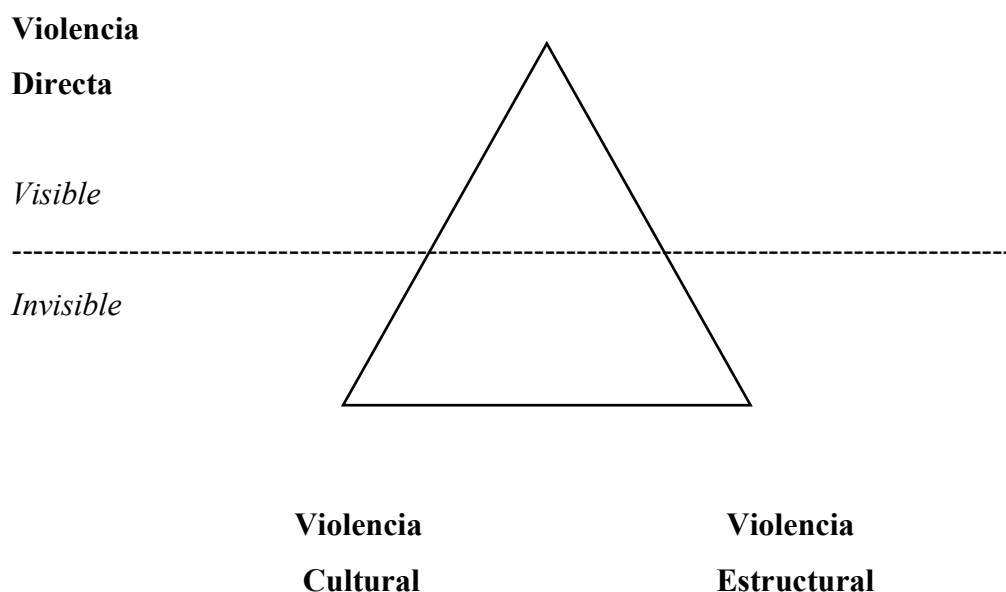 Violencia
Directa
Visible
Invisible
Violencia Violencia
Cultural Estructural